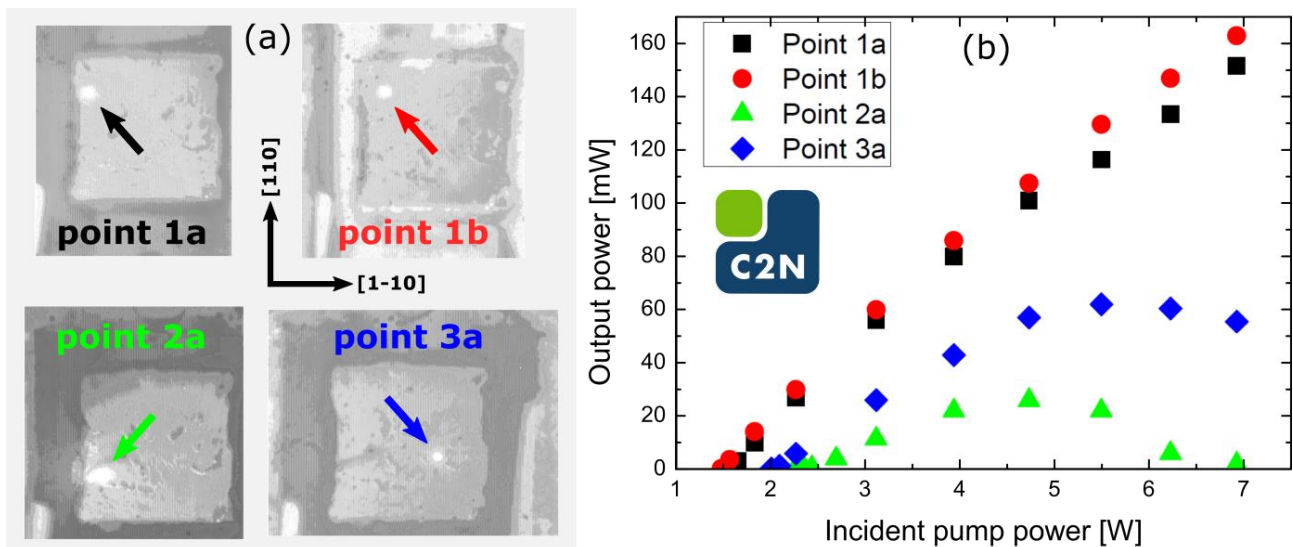 (a)
point 1a
point 1b
[110]
[1-10]
point 2a
point 3a
(b)
Point 1a
Point 1b
Point 2a
Point 3a
C2N
Output power [mW]
160
140
120
100
80
60
40
20
0
1 2 3 4 5 6 7
Incident pump power [W]